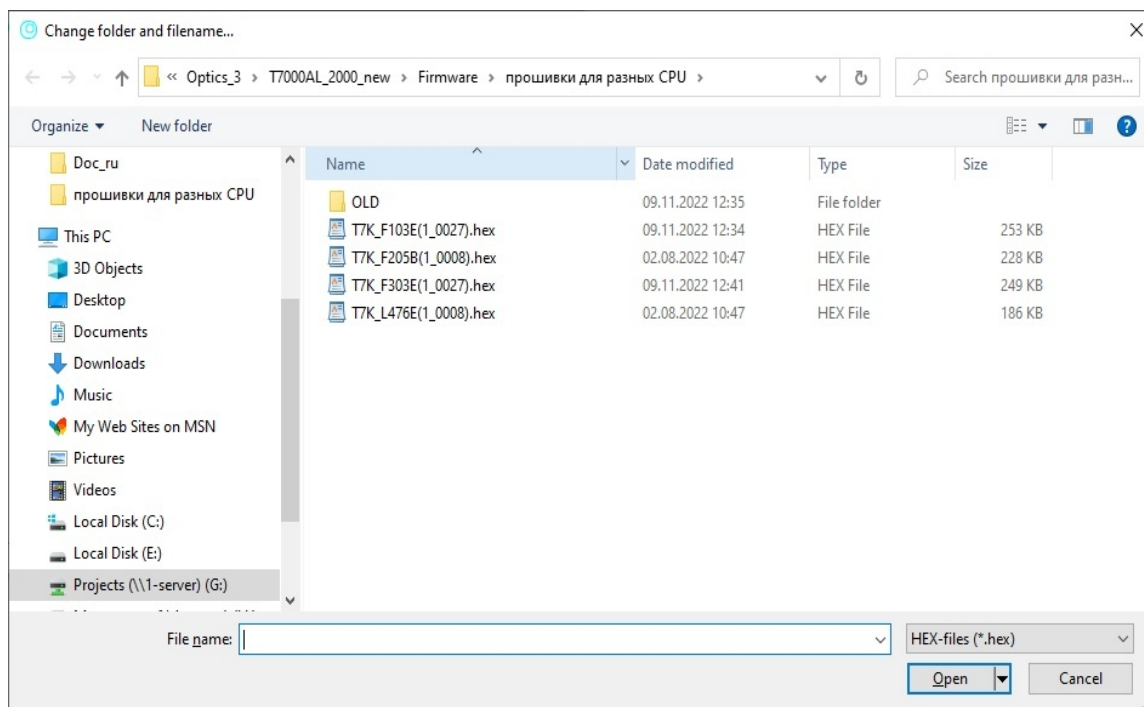 Change folder and filename...
« Optics_3 › T7000AL_2000_new › Firmware › прошивки для разных CPU ›
Search прошивки для разн...
Organize
New folder
Doc_ru
прошивки для разных CPU
This PC
3D Objects
Desktop
Documents
Downloads
Music
My Web Sites on MSN
Pictures
Videos
Local Disk (C:)
Local Disk (E:)
Projects (\\1-server) (G:)
Name Date modified Type Size
OLD 09.11.2022 12:35 File folder
T7K_F103E(1_0027).hex 09.11.2022 12:34 HEX File 253 KB
T7K_F205B(1_0008).hex 02.08.2022 10:47 HEX File 228 KB
T7K_F303E(1_0027).hex 09.11.2022 12:41 HEX File 249 KB
T7K_L476E(1_0008).hex 02.08.2022 10:47 HEX File 186 KB
File name:
HEX-files (*.hex)
Open
Cancel